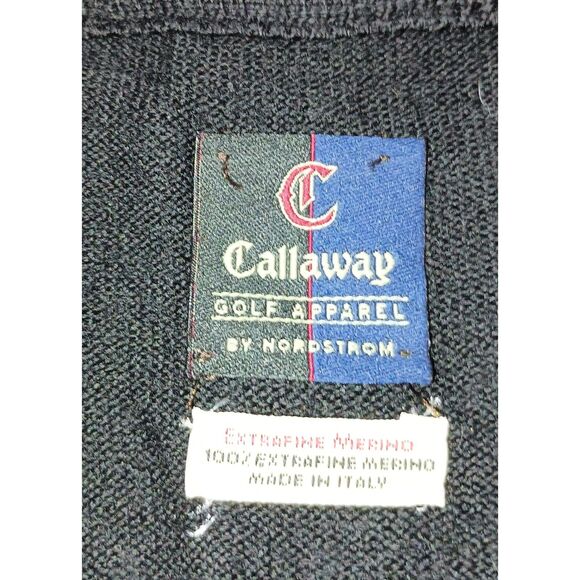 C
Callaway
GOLF APPAREL
BY NORDSTROM
EXTRAFINE MERINO
100% EXTRAFINE MERINO
MADE IN ITALY